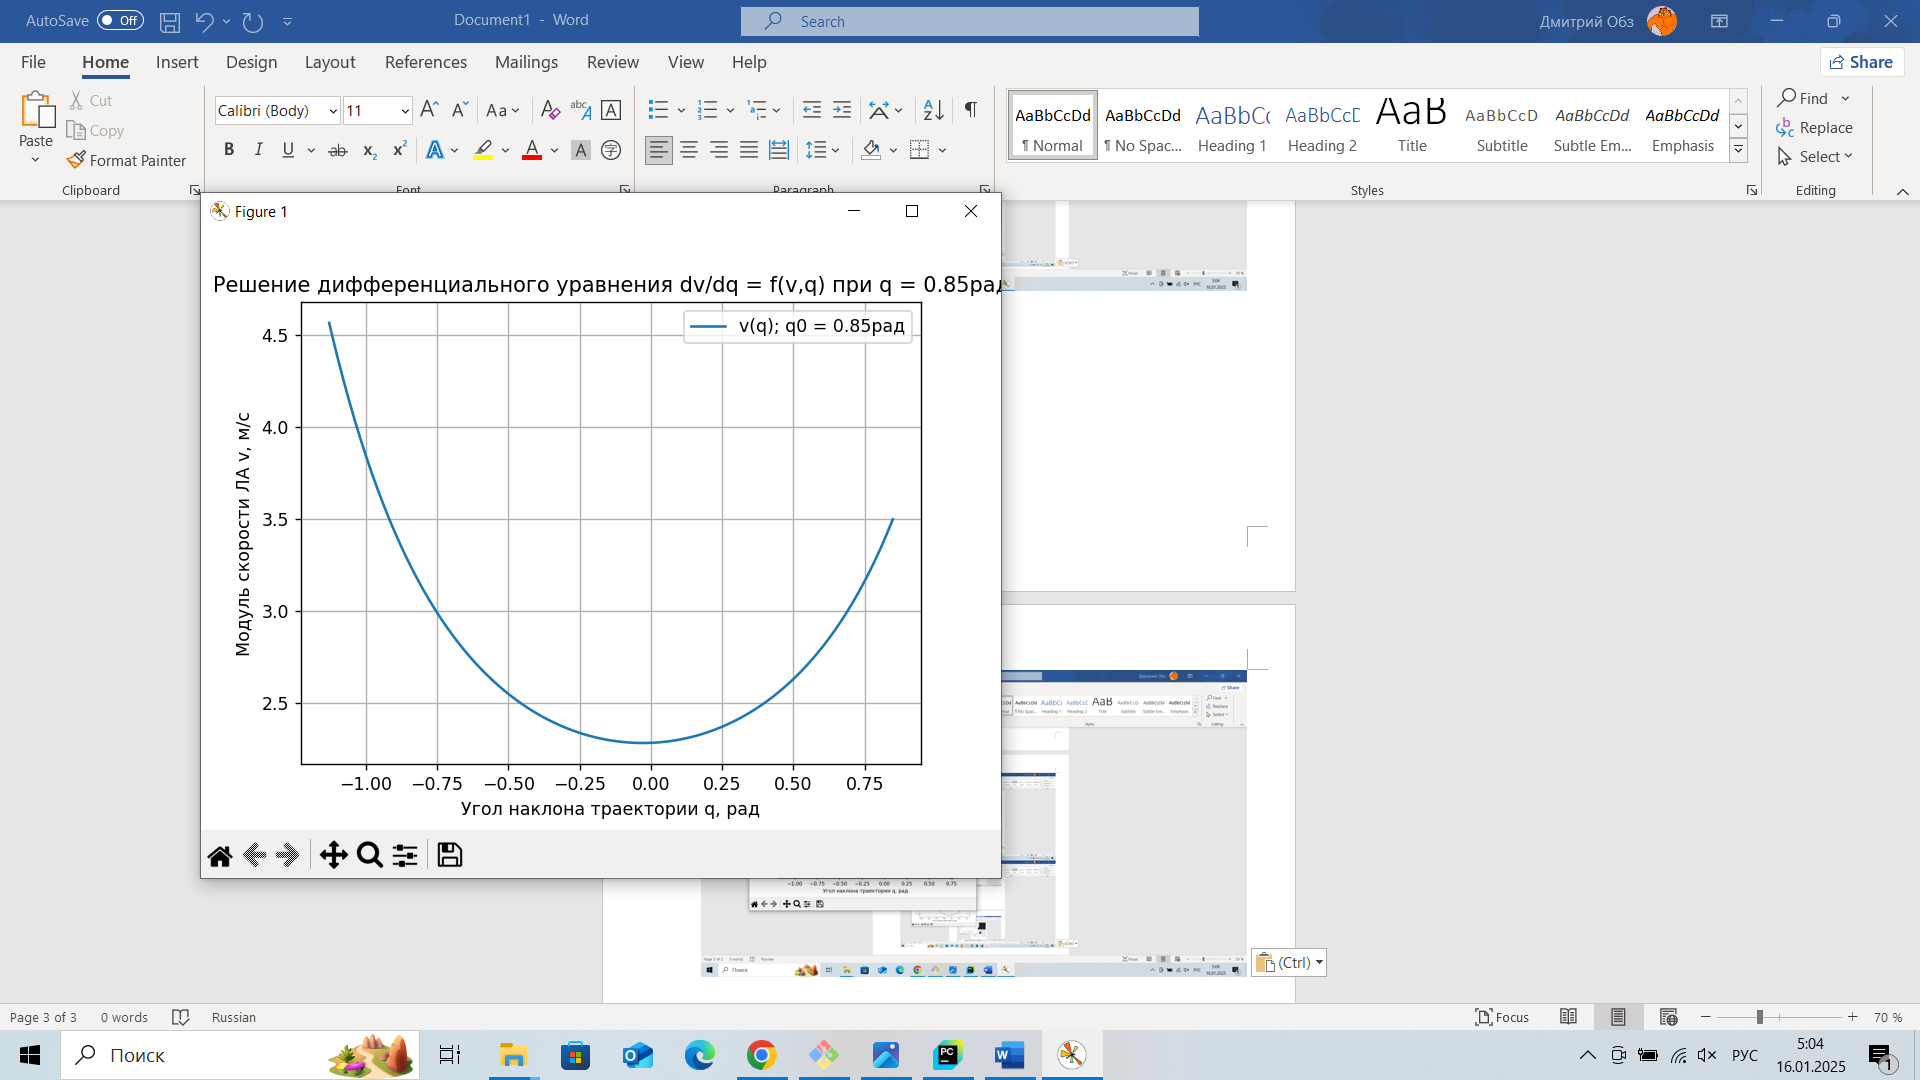 AutoSave Off Document1 - Word Search Дмитрий Обз
File Home Insert Design Layout References Mailings Review View Help Share
Paste Cut Copy Format Painter Clipboard
Calibri (Body) 11 Font
Paragraph
AaBbCcDd ¶ Normal
AaBbCcDd ¶ No Spac...
AaBbCc Heading 1
AaBbCcD Heading 2
AaB Title
AaBbCcD Subtitle
AaBbCcDd Subtle Em...
AaBbCcDd Emphasis
Styles
Find
Replace
Select
Editing
Figure 1
Решение дифференциального уравнения dv/dq = f(v,q) при q = 0.85рад
v(q); q0 = 0.85рад
Модуль скорости ЛА v, м/с
4.5
4.0
3.5
3.0
2.5
−1.00 −0.75 −0.50 −0.25 0.00 0.25 0.50 0.75
Угол наклона траектории q, рад
(Ctrl)
Page 3 of 3 0 words Russian Focus 70 %
Поиск
РУС
5:04
16.01.2025
1